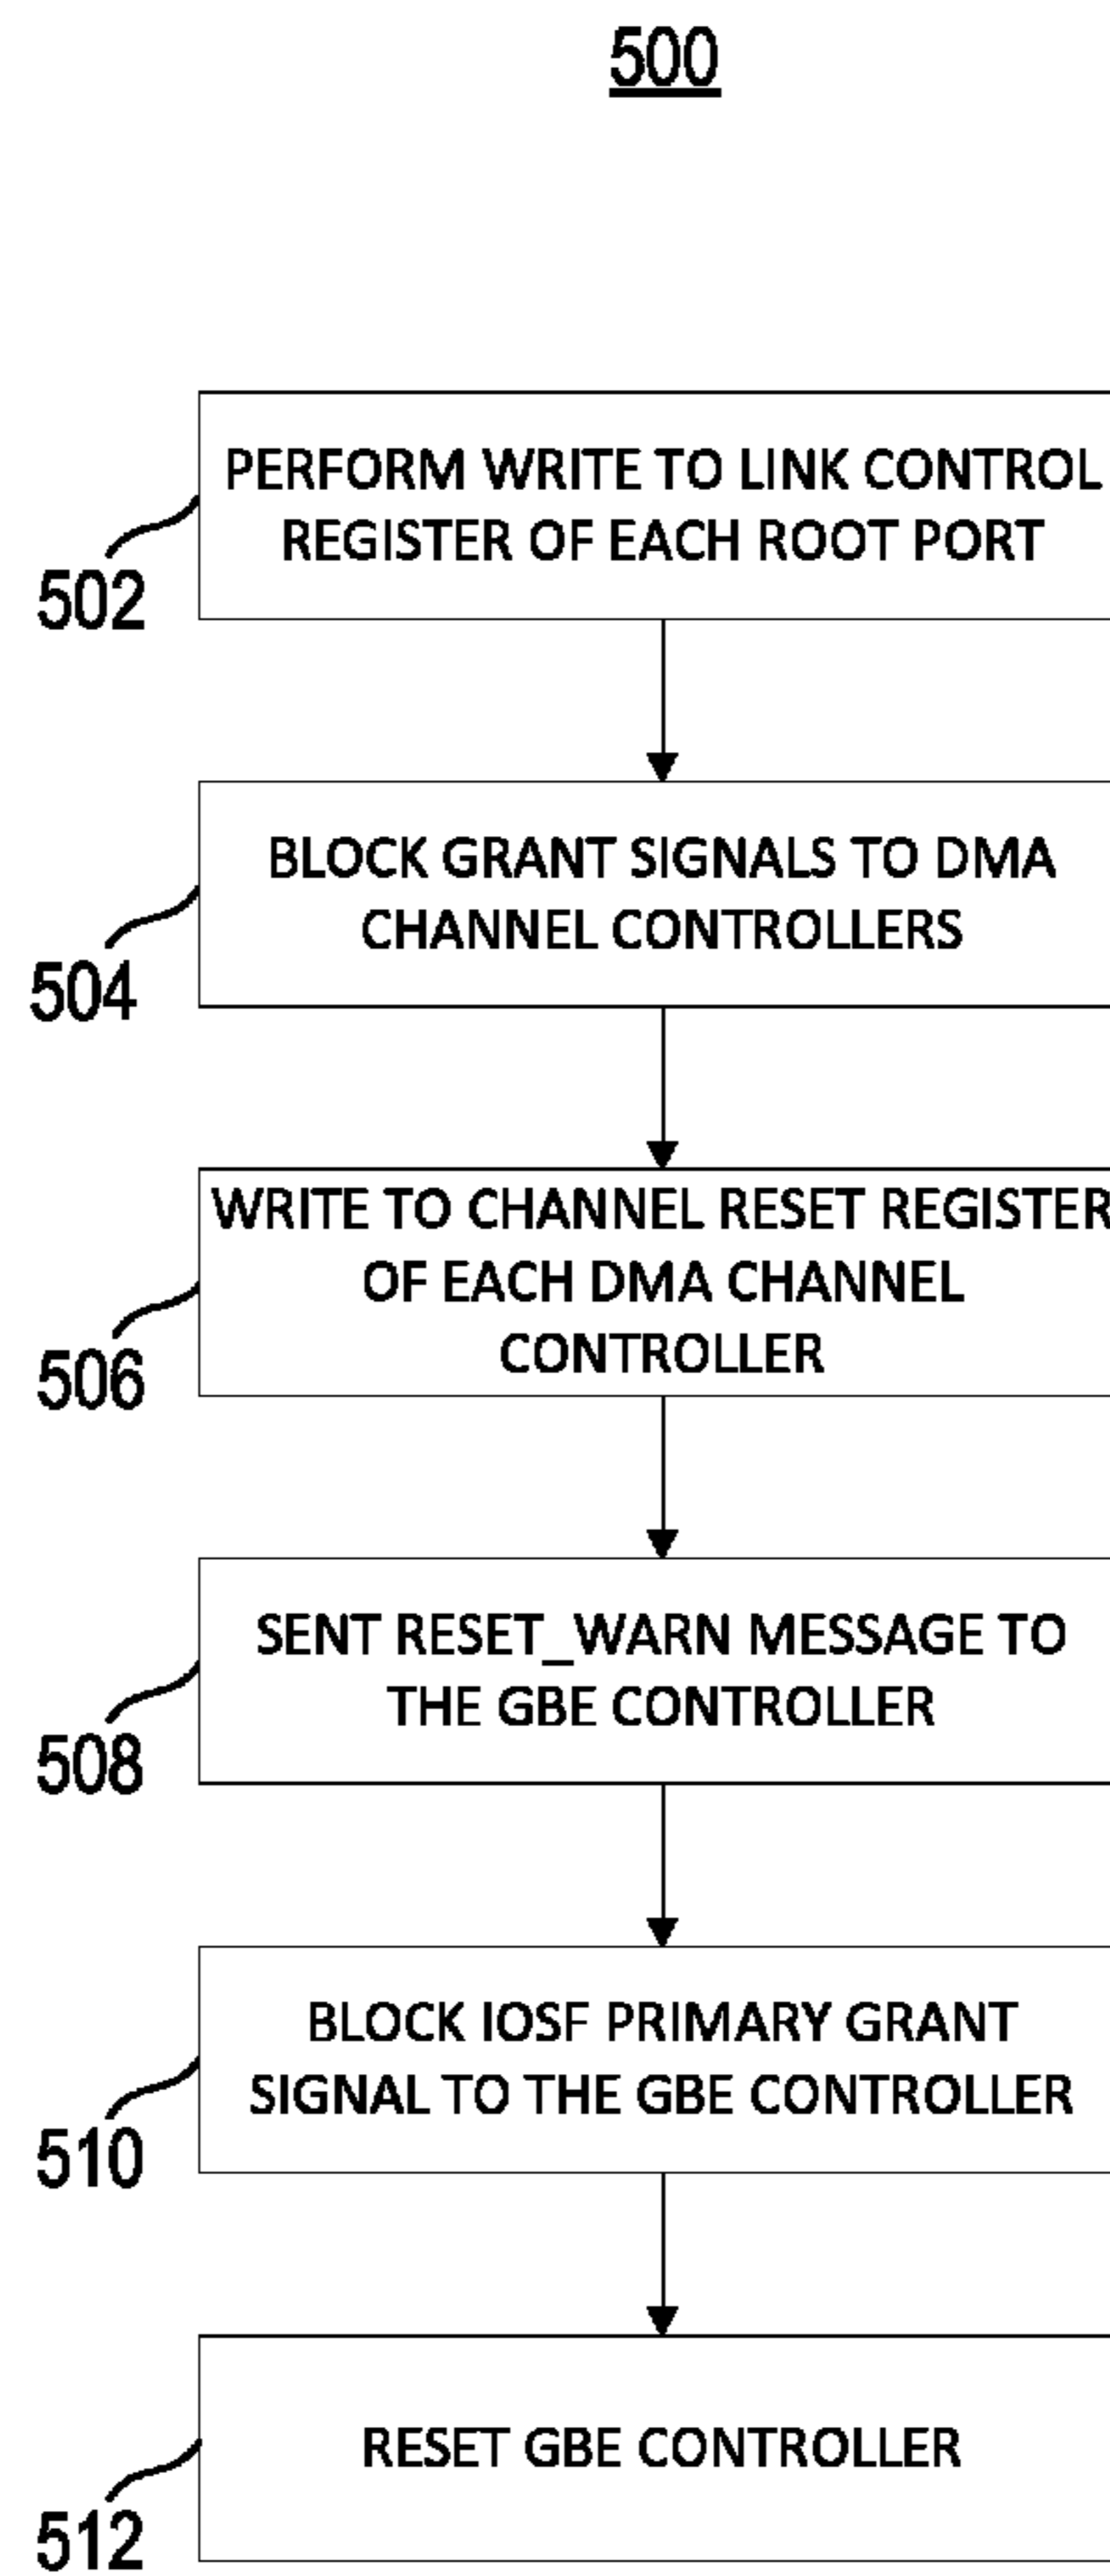 500
PERFORM WRITE TO LINK CONTROL
REGISTER OF EACH ROOT PORT
502
BLOCK GRANT SIGNALS TO DMA
CHANNEL CONTROLLERS
504
WRITE TO CHANNEL RESET REGISTER
OF EACH DMA CHANNEL
CONTROLLER
506
SENT RESET_WARN MESSAGE TO
THE GBE CONTROLLER
508
BLOCK IOSF PRIMARY GRANT
SIGNAL TO THE GBE CONTROLLER
510
RESET GBE CONTROLLER
512